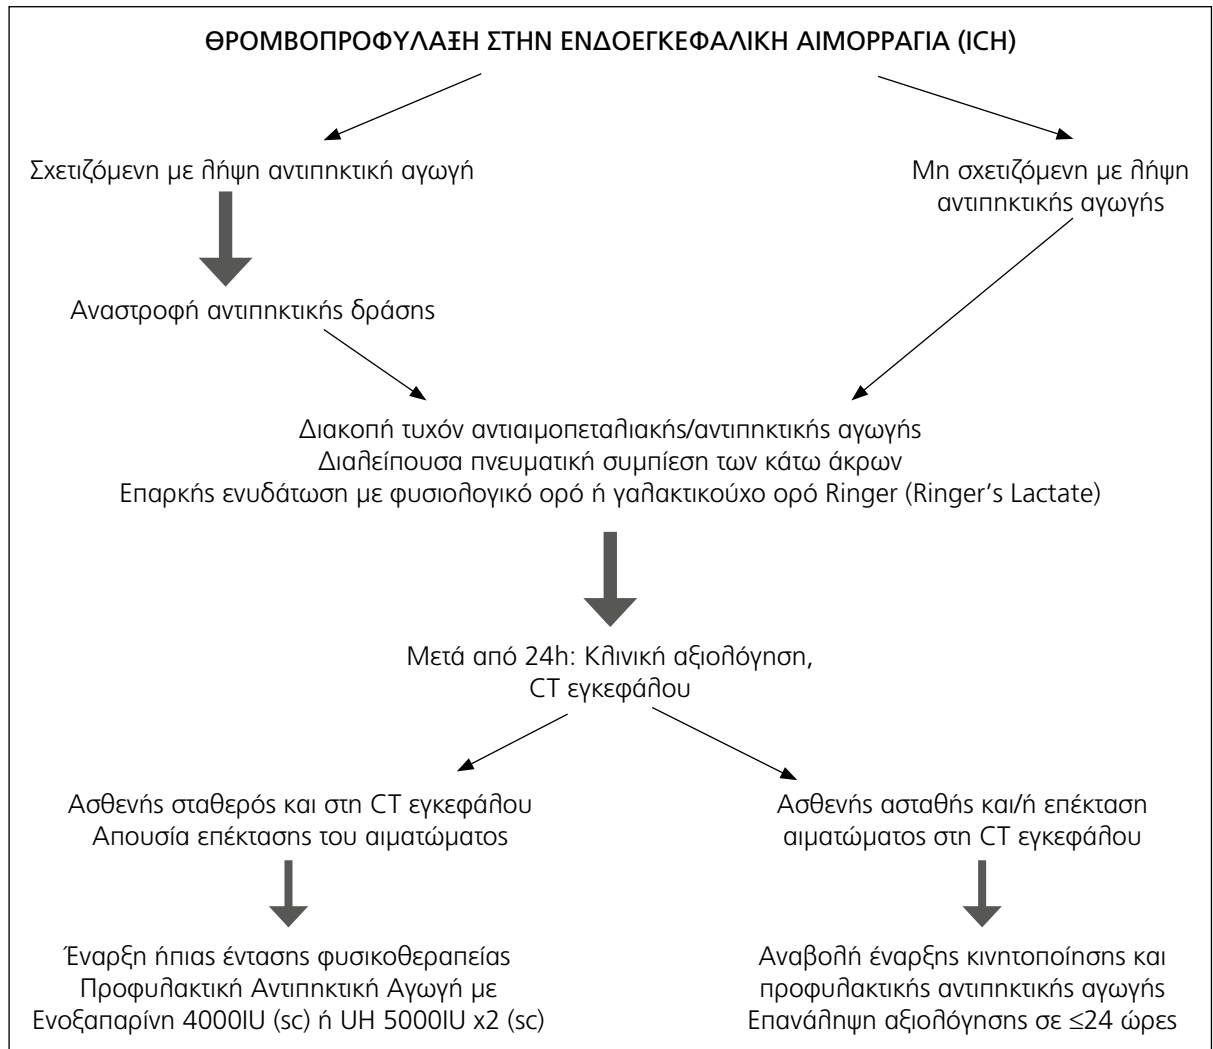 ΘΡΟΜΒΟΠΡΟΦΥΛΑΞΗ ΣΤΗΝ ΕΝΔΟΕΓΚΕΦΑΛΙΚΗ ΑΙΜΟΡΡΑΓΙΑ (ICH)
Σχετιζόμενη με λήψη αντιπηκτική αγωγή
Μη σχετιζόμενη με λήψη
αντιπηκτικής αγωγής
Αναστροφή αντιπηκτικής δράσης
Διακοπή τυχόν αντιαιμοπεταλιακής/αντιπηκτικής αγωγής
Διαλείπουσα πνευματική συμπίεση των κάτω άκρων
Επαρκής ενυδάτωση με φυσιολογικό ορό ή γαλακτικούχο ορό Ringer (Ringer's Lactate)
Μετά από 24h: Κλινική αξιολόγηση,
CT εγκεφάλου
Ασθενής σταθερός και στη CT εγκεφάλου
Απουσία επέκτασης του αιματώματος
Ασθενής ασταθής και/ή επέκταση
αιματώματος στη CT εγκεφάλου
Έναρξη ήπιας έντασης φυσικοθεραπείας
Προφυλακτική Αντιπηκτική Αγωγή με
Ενοξαπαρίνη 4000IU (sc) ή UH 5000IU x2 (sc)
Αναβολή έναρξης κινητοποίησης και
προφυλακτικής αντιπηκτικής αγωγής
Επανάληψη αξιολόγησης σε ≤24 ώρες